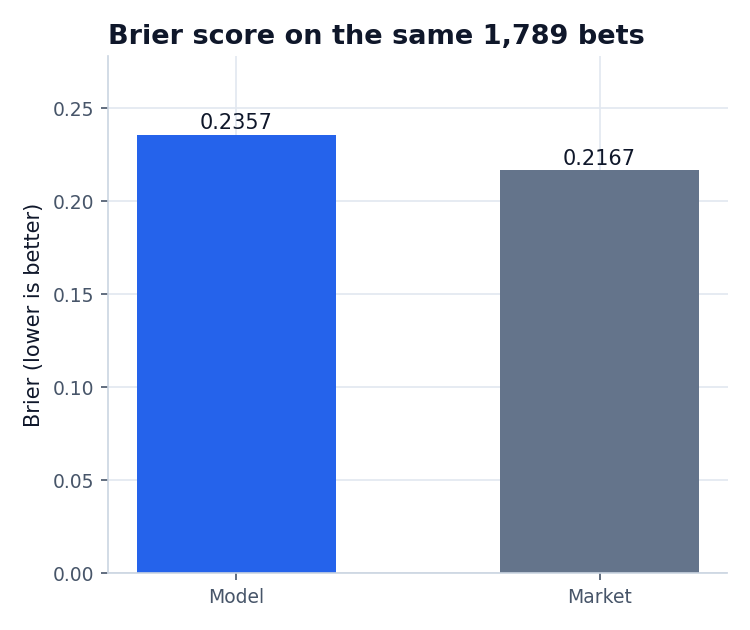 Brier score on the same 1,789 bets
Brier (lower is better)
0.25
0.20
0.15
0.10
0.05
0.00
0.2357
0.2167
Model
Market